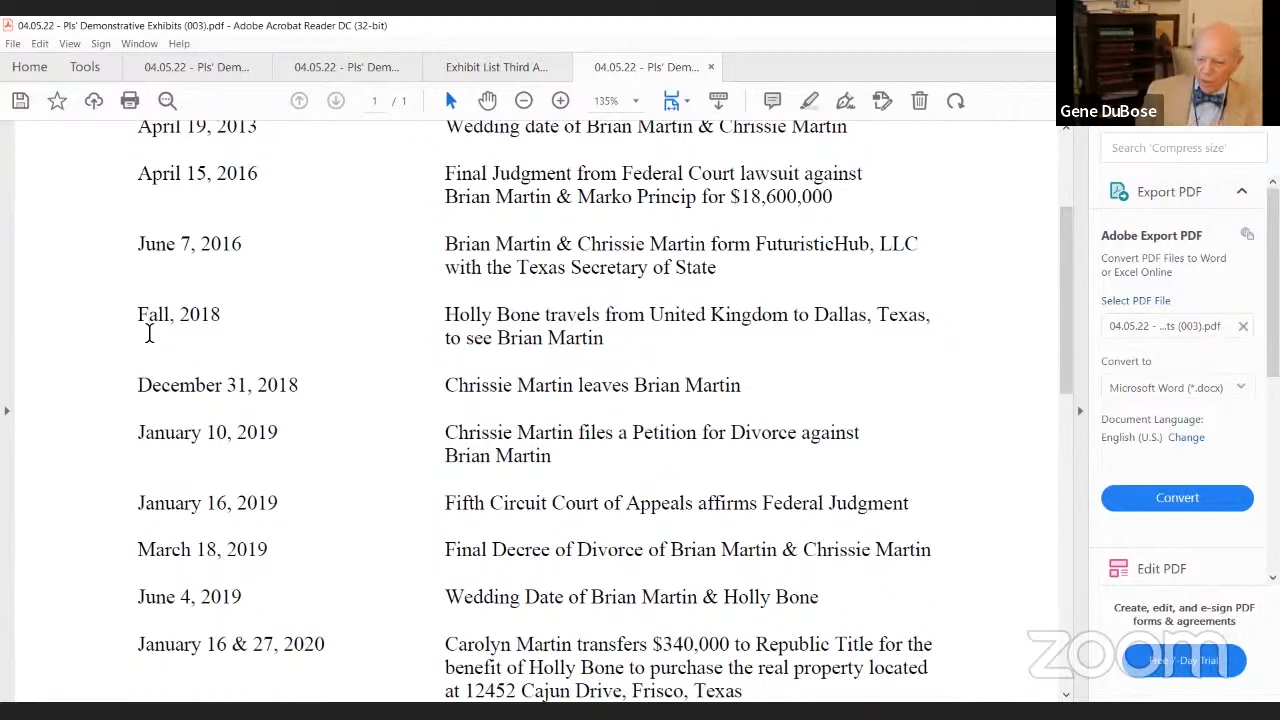 04.05.22 - Pls' Demonstrative Exhibits (003).pdf - Adobe Acrobat Reader DC (32-bit)
File Edit View Sign Window Help
Home Tools 04.05.22 - Pls' Dem... 04.05.22 - Pls' Dem... Exhibit List Third A... 04.05.22 - Pls' Dem... ×
1 / 1 135%
Gene DuBose
April 19, 2013 Wedding date of Brian Martin & Chrissie Martin
April 15, 2016 Final Judgment from Federal Court lawsuit against
Brian Martin & Marko Princip for $18,600,000
June 7, 2016 Brian Martin & Chrissie Martin form FuturisticHub, LLC
with the Texas Secretary of State
Fall, 2018 Holly Bone travels from United Kingdom to Dallas, Texas,
to see Brian Martin
December 31, 2018 Chrissie Martin leaves Brian Martin
January 10, 2019 Chrissie Martin files a Petition for Divorce against
Brian Martin
January 16, 2019 Fifth Circuit Court of Appeals affirms Federal Judgment
March 18, 2019 Final Decree of Divorce of Brian Martin & Chrissie Martin
June 4, 2019 Wedding Date of Brian Martin & Holly Bone
January 16 & 27, 2020 Carolyn Martin transfers $340,000 to Republic Title for the
benefit of Holly Bone to purchase the real property located
at 12452 Cajun Drive, Frisco, Texas
Search 'Compress size'
Export PDF
Adobe Export PDF
Convert PDF Files to Word
or Excel Online
Select PDF File
04.05.22 - ...ts (003).pdf
Convert to
Microsoft Word (*.docx)
Document Language:
English (U.S.) Change
Convert
Edit PDF
Create, edit, and e-sign PDF
forms & agreements
Free 7-Day Trial
zoom